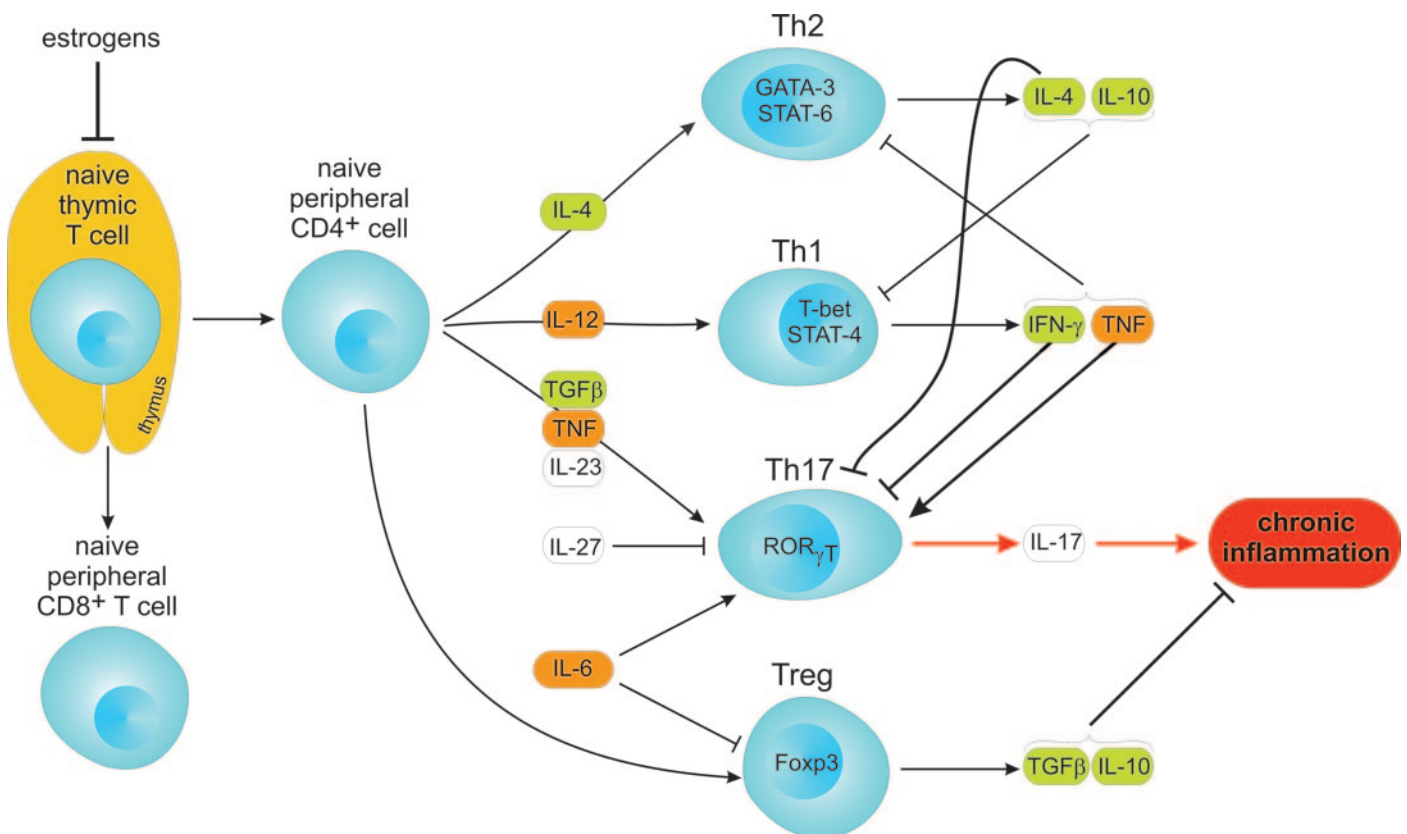 estrogens
naive
thymic
T cell
thymus
naive
peripheral
CD8+ T cell
naive
peripheral
CD4+ cell
IL-4
IL-12
TGFβ
TNF
IL-23
IL-27
IL-6
Th2
GATA-3
STAT-6
IL-4 IL-10
Th1
T-bet
STAT-4
IFN-γ TNF
Th17
RORγT
IL-17
chronic
inflammation
Treg
Foxp3
TGFβ IL-10